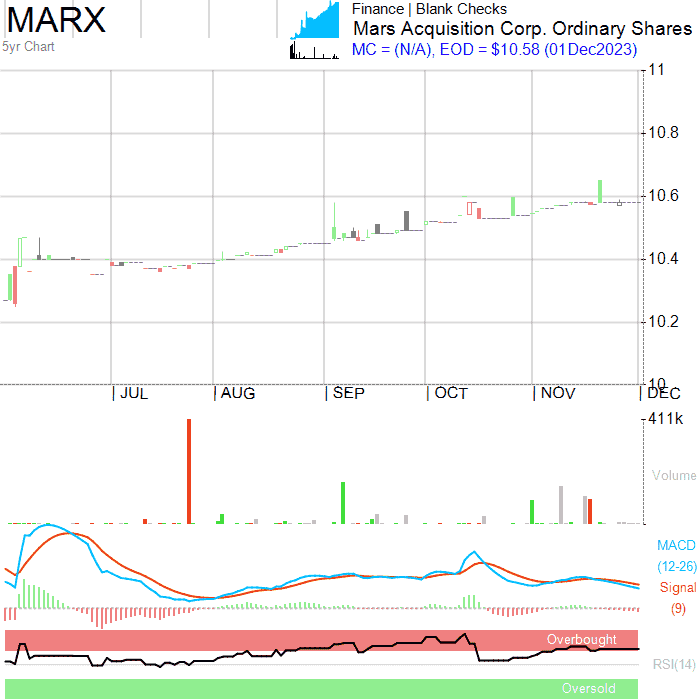 MARX
5yr Chart
Finance | Blank Checks
Mars Acquisition Corp. Ordinary Shares
MC = (N/A), EOD = $10.58 (01Dec2023)
11
10.8
10.6
10.4
10.2
10
| JUL | AUG | SEP | OCT | NOV | DEC
411k
Volume
MACD
(12-26)
Signal
(9)
Overbought
RSI(14)
Oversold